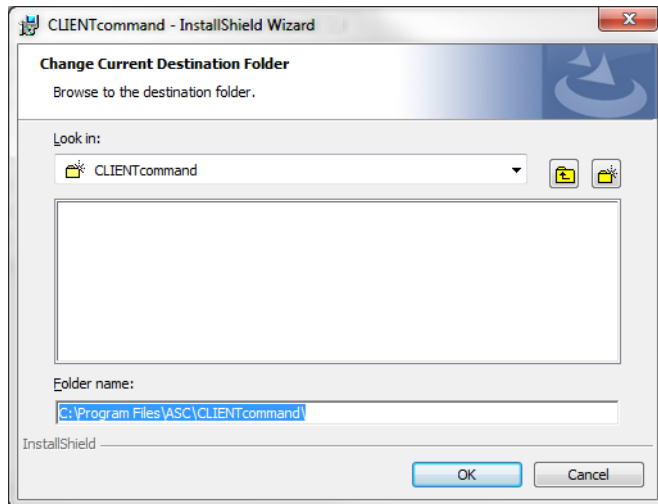 CLIENTcommand - InstallShield Wizard
Change Current Destination Folder
Browse to the destination folder.
Look in:
CLIENTcommand
Folder name:
C:\Program Files\ASC\CLIENTcommand\
InstallShield
OK Cancel